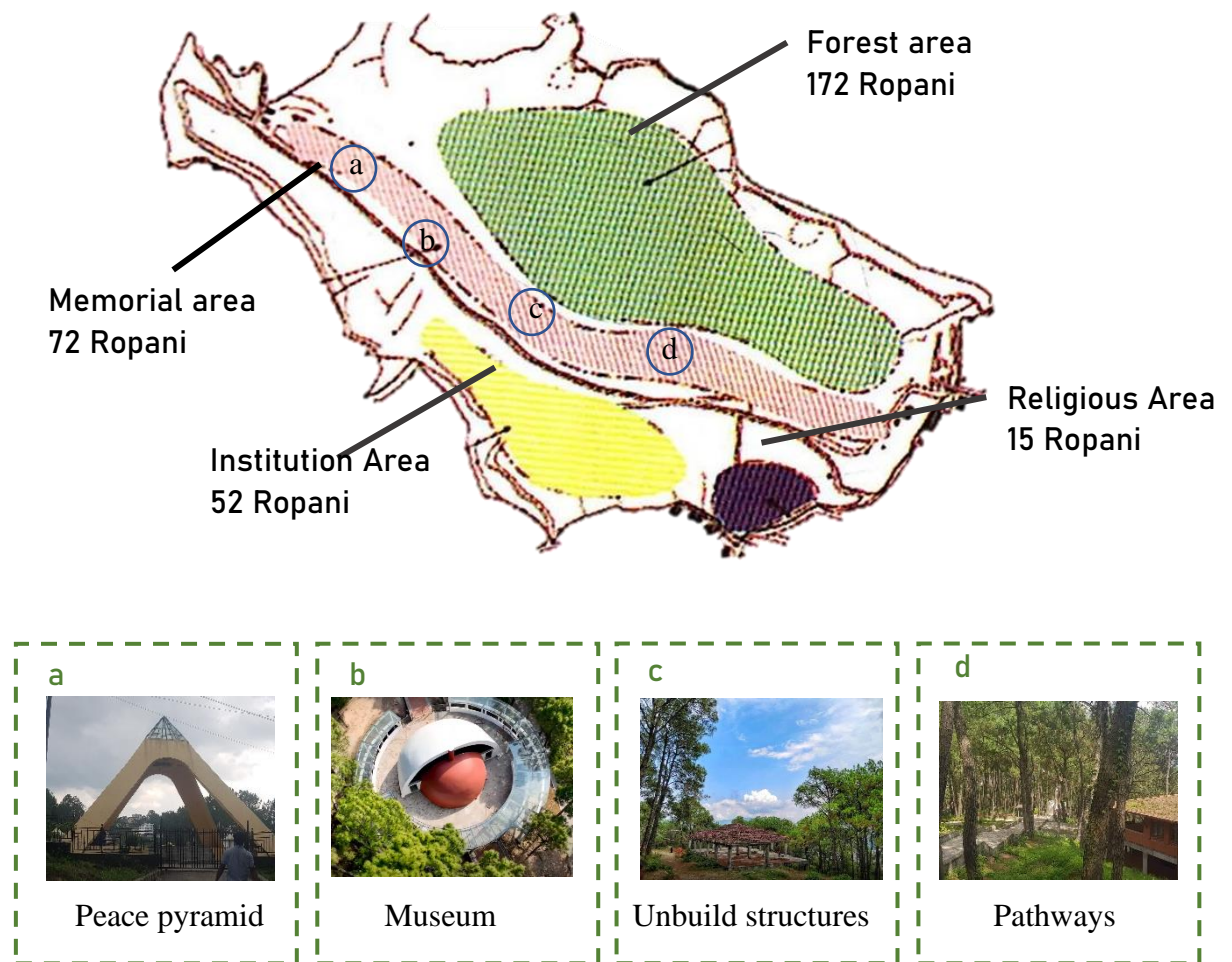 Forest area
172 Ropani
a
b
Memorial area
72 Ropani
c
d
Religious Area
15 Ropani
Institution Area
52 Ropani
a
b
c
d
Peace pyramid
Museum
Unbuild structures
Pathways